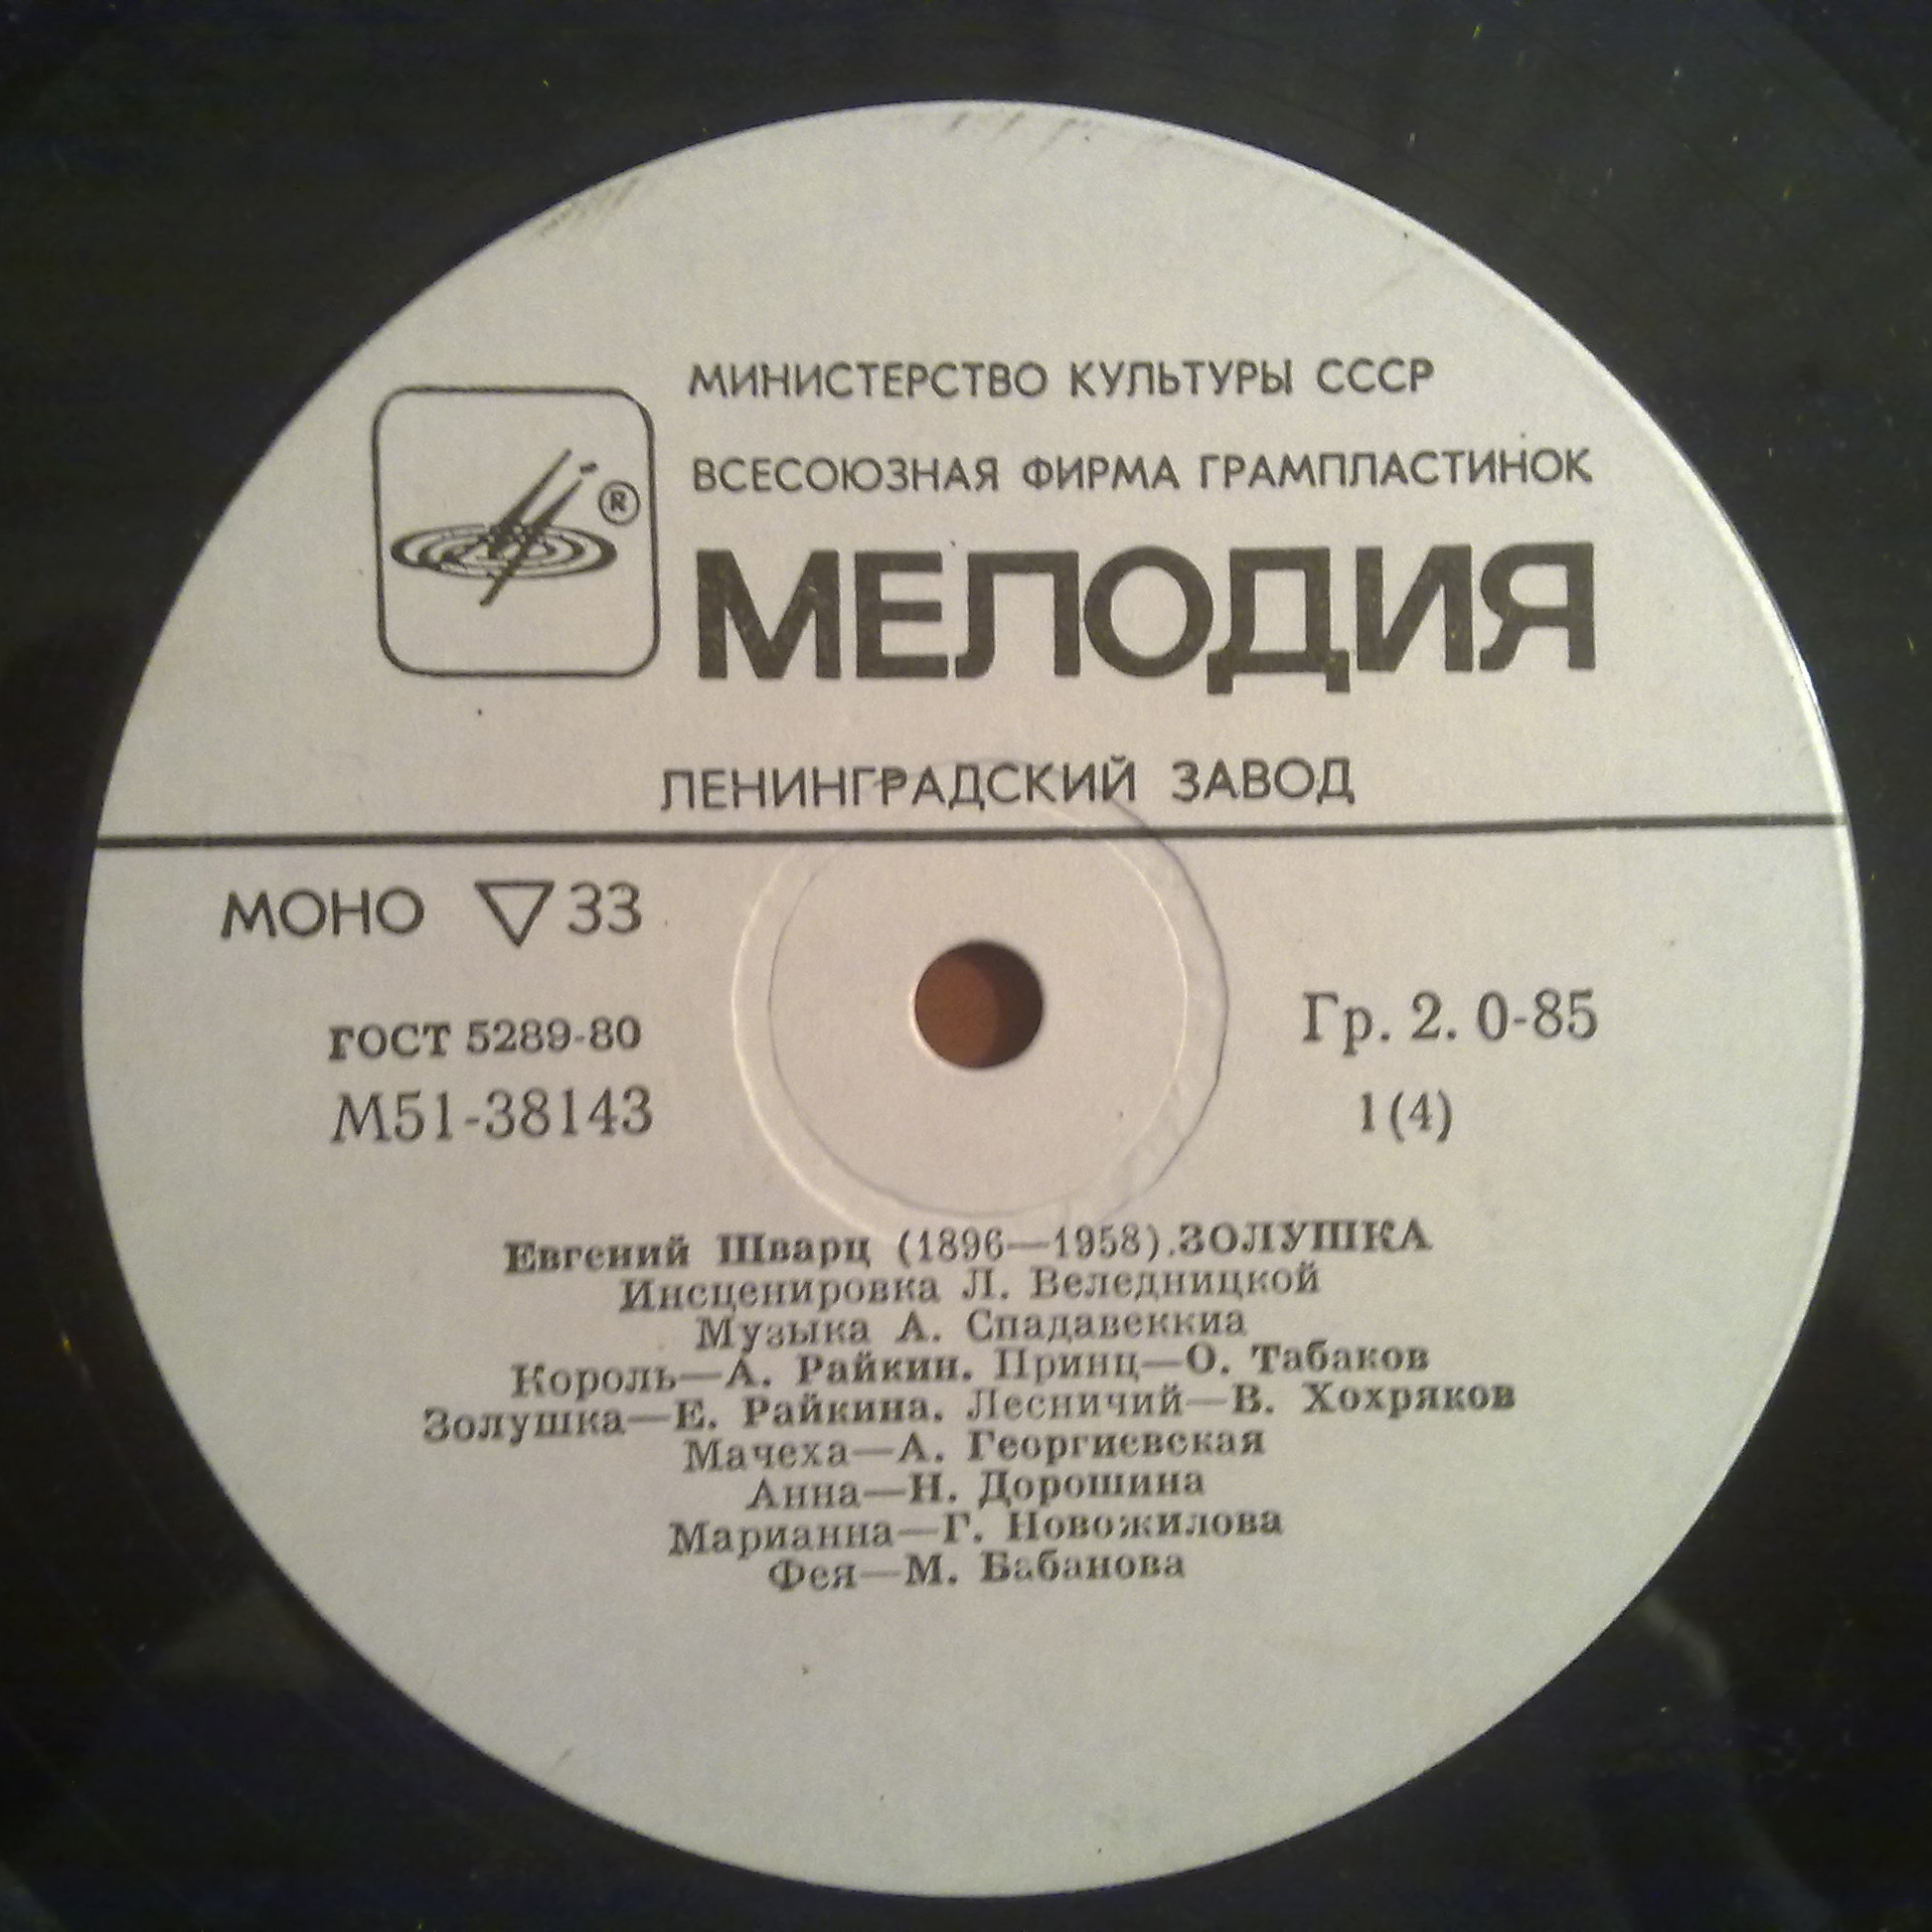 МИНИСТЕРСТВО КУЛЬТУРЫ СССР
ВСЕСОЮЗНАЯ ФИРМА ГРАМПЛАСТИНОК
®
МЕЛОДИЯ
ЛЕНИНГРАДСКИЙ ЗАВОД
МОНО ▽ 33
ГОСТ 5289-80
Гр. 2. 0-85
М51-38143
1(4)
Евгений Шварц (1896—1958).ЗОЛУШКА
Инсценировка Л. Веледницкой
Музыка А. Спадавеккиа
Король—А. Райкин. Принц—О. Табаков
Золушка—Е. Райкина. Лесничий—В. Хохряков
Мачеха—А. Георгиевская
Анна—Н. Дорошина
Марианна—Г. Новожилова
Фея—М. Бабанова